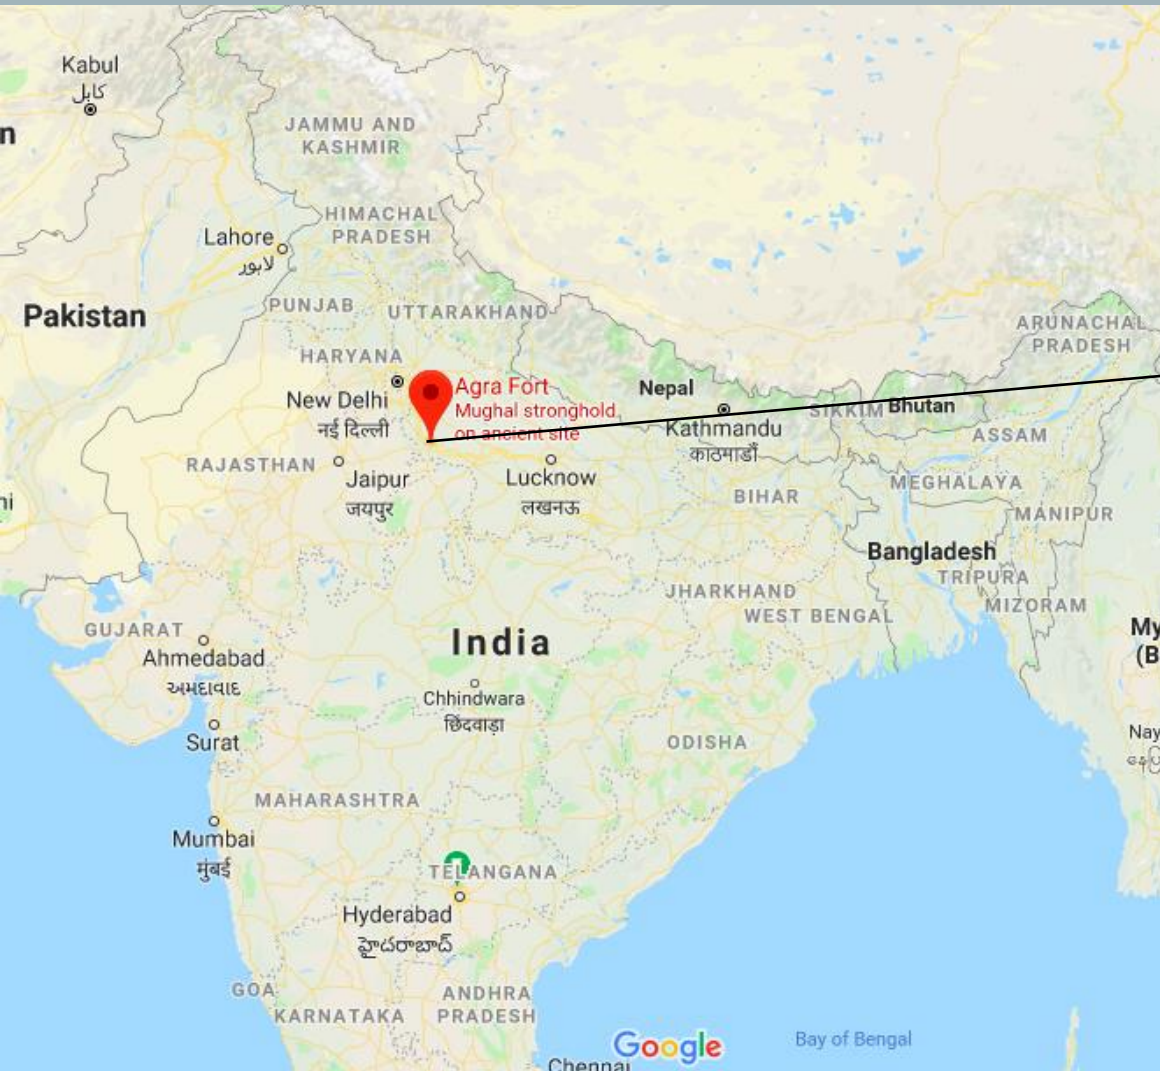 Kabul
کابل
n
JAMMU AND
KASHMIR
HIMACHAL
PRADESH
Lahore
لاہور
PUNJAB
UTTARAKHAND
Pakistan
ARUNACHAL
PRADESH
HARYANA
New Delhi
नई दिल्ली
Agra Fort
Mughal stronghold
on ancient site
Nepal
Kathmandu
काठमाडौं
SIKKIM
Bhutan
ASSAM
RAJASTHAN
Jaipur
जयपुर
Lucknow
लखनऊ
BIHAR
MEGHALAYA
hi
MANIPUR
Bangladesh
TRIPURA
JHARKHAND
MIZORAM
WEST BENGAL
GUJARAT
Ahmedabad
અમદાવાદ
India
My
(B
Chhindwara
छिंदवाड़ा
Surat
ODISHA
Nay
MAHARASHTRA
Mumbai
मुंबई
TELANGANA
Hyderabad
హైదరాబాద్
GOA
KARNATAKA
ANDHRA
PRADESH
Google
Bay of Bengal
Chennai